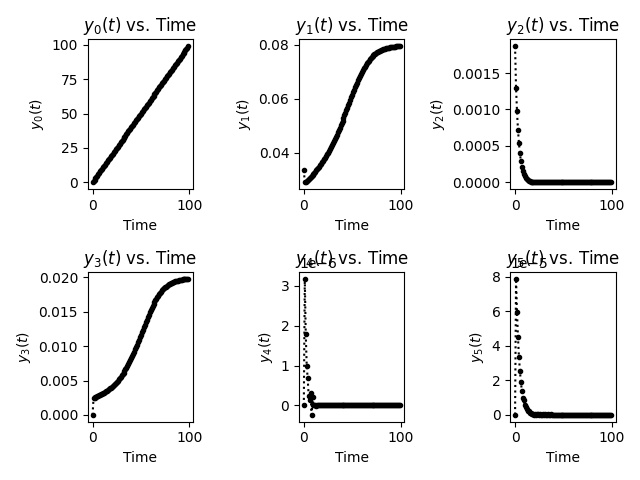 y₀(t) vs. Time
y₁(t) vs. Time
y₂(t) vs. Time
100
75
50
25
0
y₀(t)
0 100
Time
0.08
0.06
0.04
y₁(t)
0 100
Time
0.0015
0.0010
0.0005
0.0000
y₂(t)
0 100
Time
y₃(t) vs. Time
y₄(t) vs. Time
1e−6
y₅(t) vs. Time
1e−5
0.020
0.015
0.010
0.005
0.000
y₃(t)
0 100
Time
3
2
1
0
y₄(t)
0 100
Time
8
6
4
2
0
y₅(t)
0 100
Time